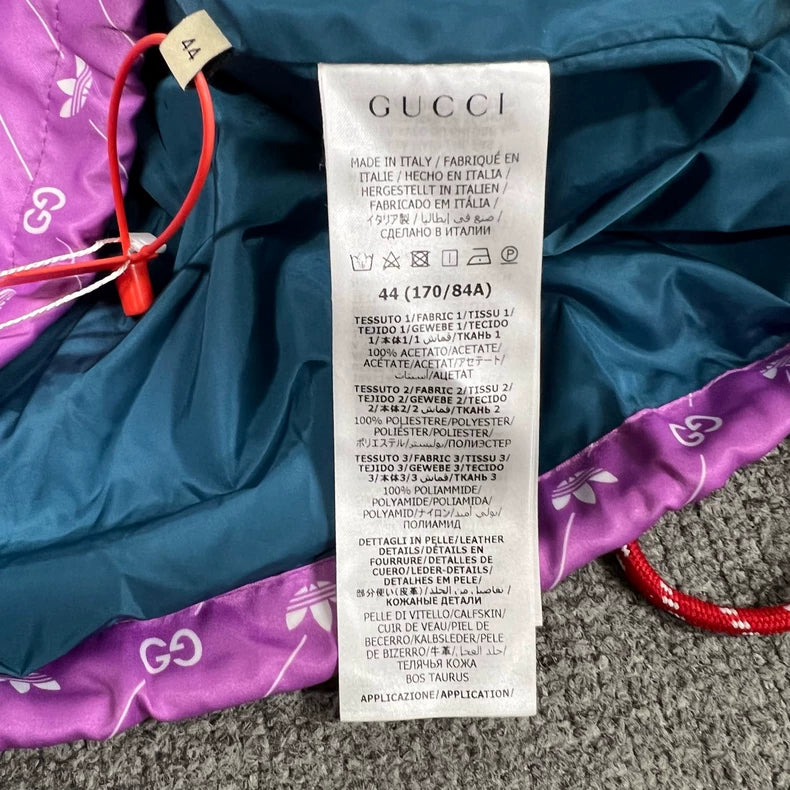 44
GUCCI
MADE IN ITALY / FABRIQUÉ EN
ITALIE / HECHO EN ITALIA /
HERGESTELLT IN ITALIEN /
FABRICADO EM ITÁLIA /
イタリア製 / صنع في إيطاليا /
СДЕЛАНО В ИТАЛИИ
P
44 (170/84A)
TESSUTO 1/FABRIC 1/TISSU 1/
TEJIDO 1/GEWEBE 1/TECIDO
1/本体1/1 قماش/ТКАНЬ 1
100% ACETATO/ACETATE/
ACÉTATE/ACETAT/アセテート/
أسيتات/АЦЕТАТ
TESSUTO 2/FABRIC 2/TISSU 2/
TEJIDO 2/GEWEBE 2/TECIDO
2/本体2/2 قماش/ТКАНЬ 2
100% POLIESTERE/POLYESTER/
POLIÉSTER/POLIESTER/
ポリエステル/بوليستر/ПОЛИЭСТЕР
TESSUTO 3/FABRIC 3/TISSU 3/
TEJIDO 3/GEWEBE 3/TECIDO
3/本体3/3 قماش/ТКАНЬ 3
100% POLIAMMIDE/
POLYAMIDE/POLIAMIDA/
POLYAMID/ナイロン/بولي أميد/
ПОЛИАМИД
DETTAGLI IN PELLE/LEATHER
DETAILS/DÉTAILS EN
FOURRURE/DETALLES DE
CUERO/LEDER-DETAILS/
DETALHES EM PELE/
部分使い(皮革)/تفاصيل من الجلد/
КОЖАНЫЕ ДЕТАЛИ
PELLE DI VITELLO/CALFSKIN/
CUIR DE VEAU/PIEL DE
BECERRO/KALBSLEDER/PELE
DE BIZERRO/牛革/جلد العجل/
ТЕЛЯЧЬЯ КОЖА
BOS TAURUS
APPLICAZIONE/APPLICATION/
GG
GG
GG